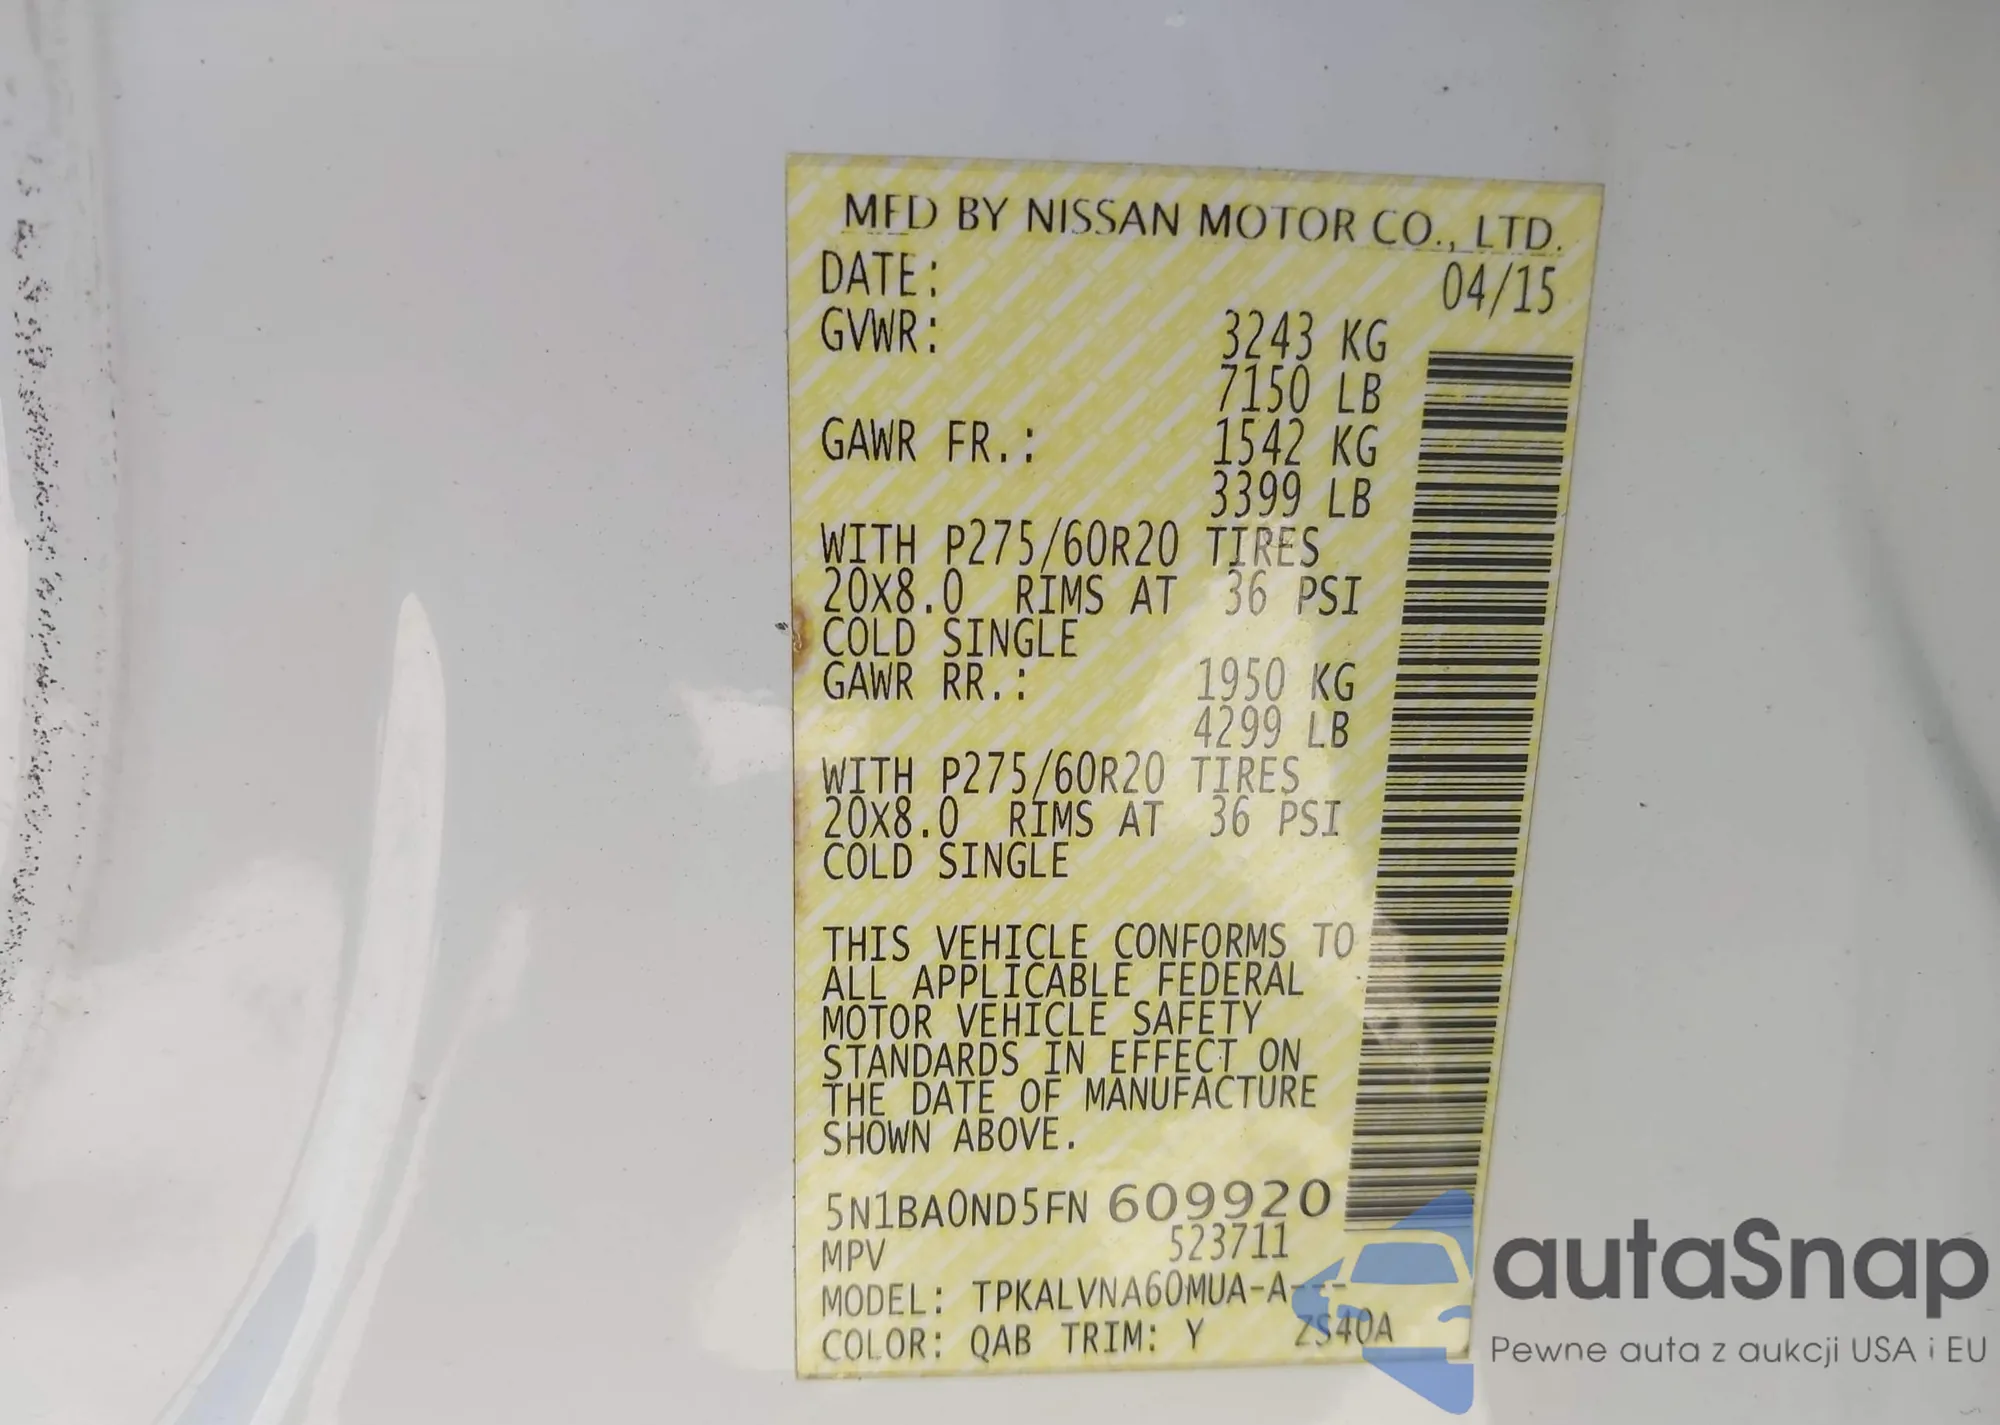 MFD BY NISSAN MOTOR CO., LTD.
DATE: 04/15
GVWR: 3243 KG
7150 LB
GAWR FR.: 1542 KG
3399 LB
WITH P275/60R20 TIRES
20X8.0 RIMS AT 36 PSI
COLD SINGLE
GAWR RR.: 1950 KG
4299 LB
WITH P275/60R20 TIRES
20X8.0 RIMS AT 36 PSI
COLD SINGLE
THIS VEHICLE CONFORMS TO
ALL APPLICABLE FEDERAL
MOTOR VEHICLE SAFETY
STANDARDS IN EFFECT ON
THE DATE OF MANUFACTURE
SHOWN ABOVE.
5N1BA0ND5FN 609920
MPV 523711
MODEL: TPKALVNA60MUA-A---
COLOR: QAB TRIM: Y ZS40A
autaSnap
Pewne auta z aukcji USA i EU